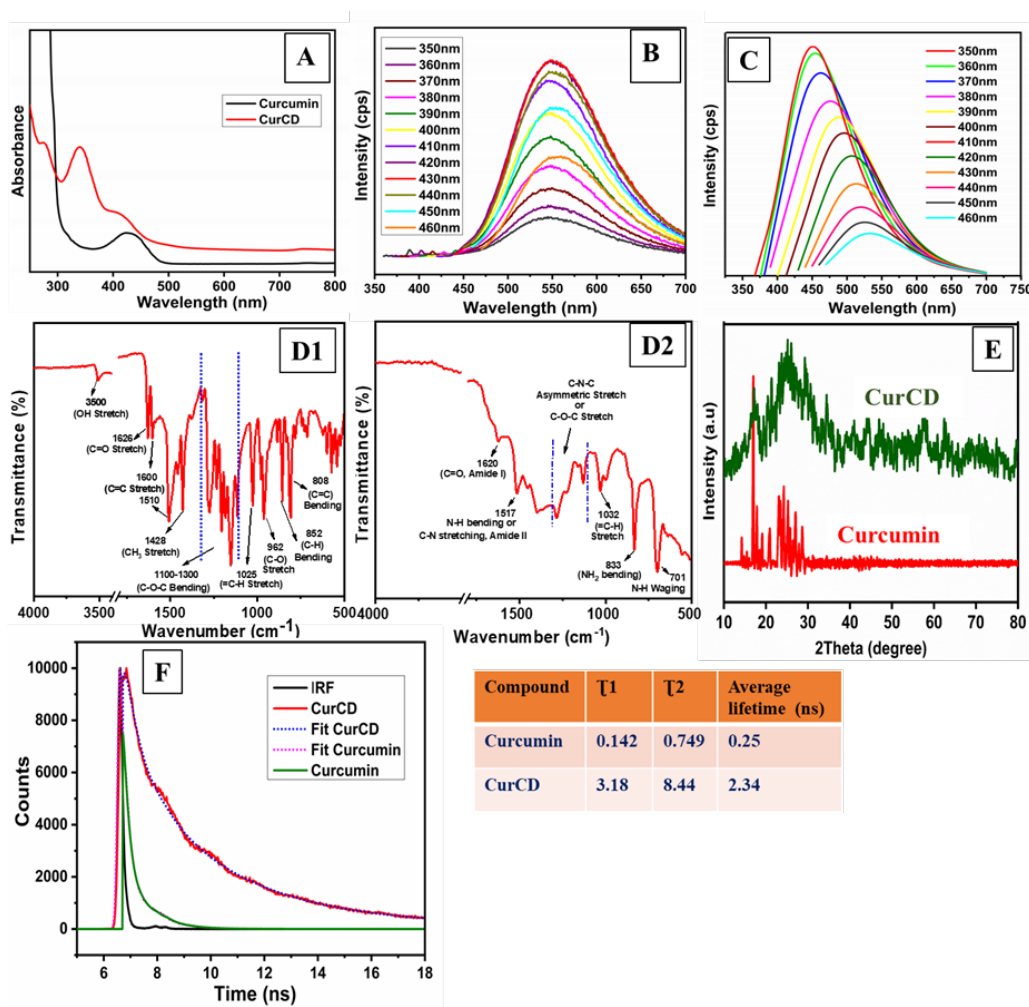 A
Curcumin
CurCD
Absorbance
300 400 500 600 700 800
Wavelength (nm)
B
350nm
360nm
370nm
380nm
390nm
400nm
410nm
420nm
430nm
440nm
450nm
460nm
Intensity (cps)
350 400 450 500 550 600 650 700
Wavelength (nm)
C
350nm
360nm
370nm
380nm
390nm
400nm
410nm
420nm
430nm
440nm
450nm
460nm
Intensity (cps)
350 400 450 500 550 600 650 700 750
Wavelength (nm)
D1
Transmittance (%)
3500
(OH Stretch)
1626
(C=O Stretch)
1600
(C=C Stretch)
1510
1428
(CH3 Stretch)
1100-1300
(C-O-C Bending)
1025
(=C-H Stretch)
962
(C-O)
Stretch
852
(C-H)
Bending
808
(C=C)
Bending
4000 3500 1500 1000 500
Wavenumber (cm⁻¹)
D2
Transmittance (%)
C-N-C
Asymmetric Stretch
or
C-O-C Stretch
1620
(C=O, Amide I)
1517
N-H bending or
C-N stretching, Amide II
1032
(=C-H)
Stretch
833
(NH2 bending)
701
N-H Waging
4000 1500 1000 500
Wavenumber (cm⁻¹)
E
CurCD
Curcumin
Intensity (a.u)
10 20 30 40 50 60 70 80
2Theta (degree)
F
IRF
CurCD
Fit CurCD
Fit Curcumin
Curcumin
Counts
10000
8000
6000
4000
2000
0
6 8 10 12 14 16 18
Time (ns)
Compound Ʈ1 Ʈ2 Average
lifetime (ns)
Curcumin 0.142 0.749 0.25
CurCD 3.18 8.44 2.34